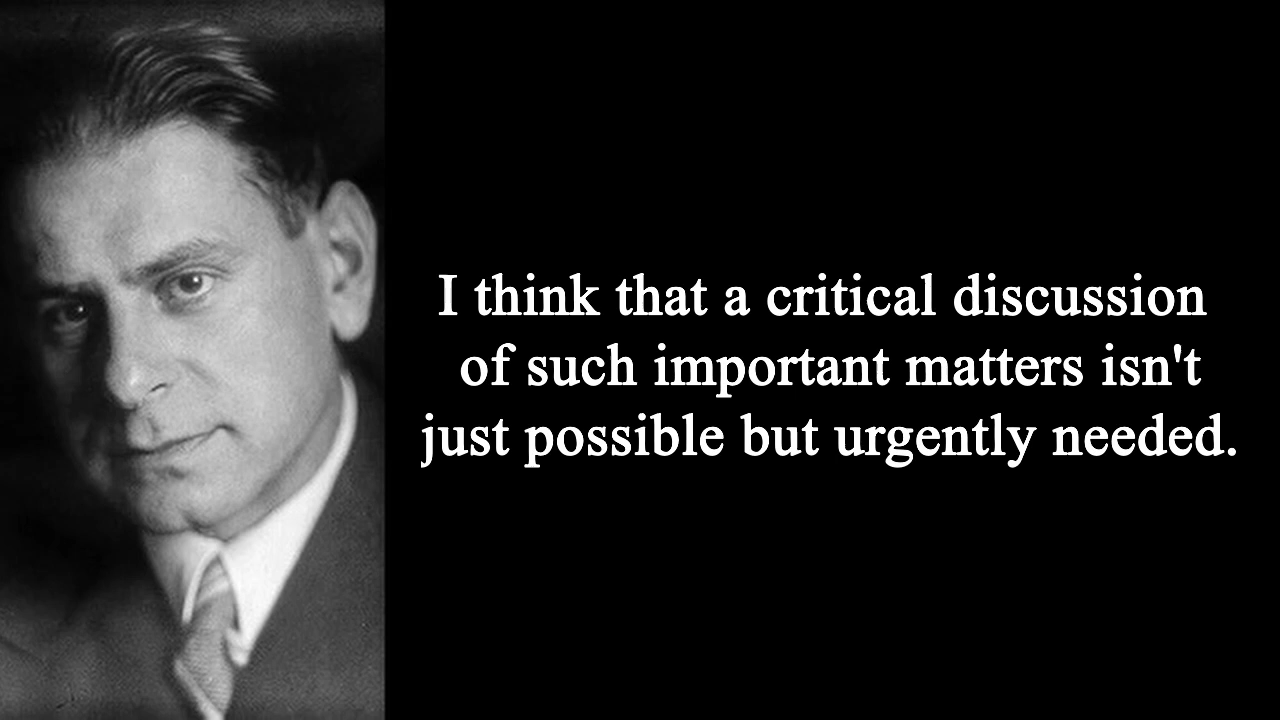 I think that a critical discussion
of such important matters isn't
just possible but urgently needed.